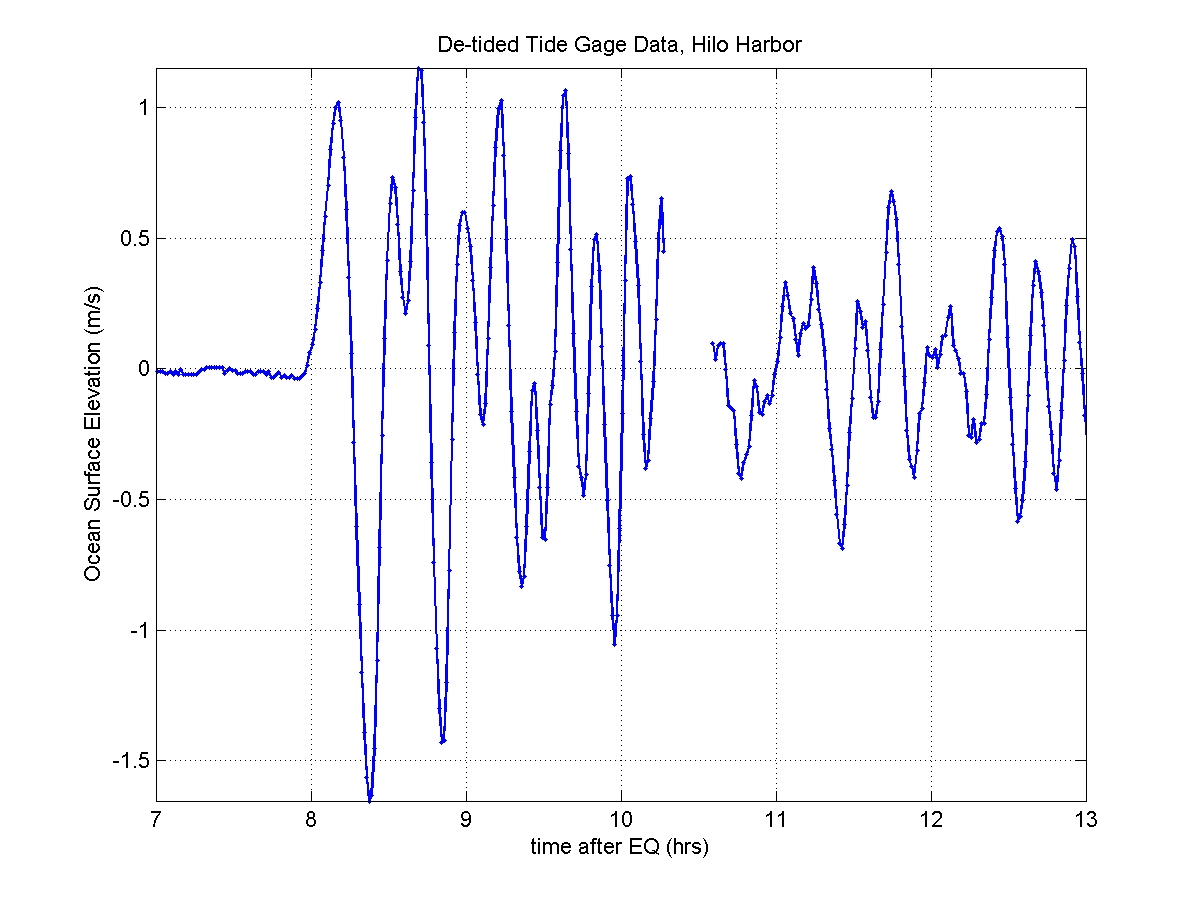 De-tided Tide Gage Data, Hilo Harbor
1
0.5
0
-0.5
-1
-1.5
Ocean Surface Elevation (m/s)
7 8 9 10 11 12 13
time after EQ (hrs)